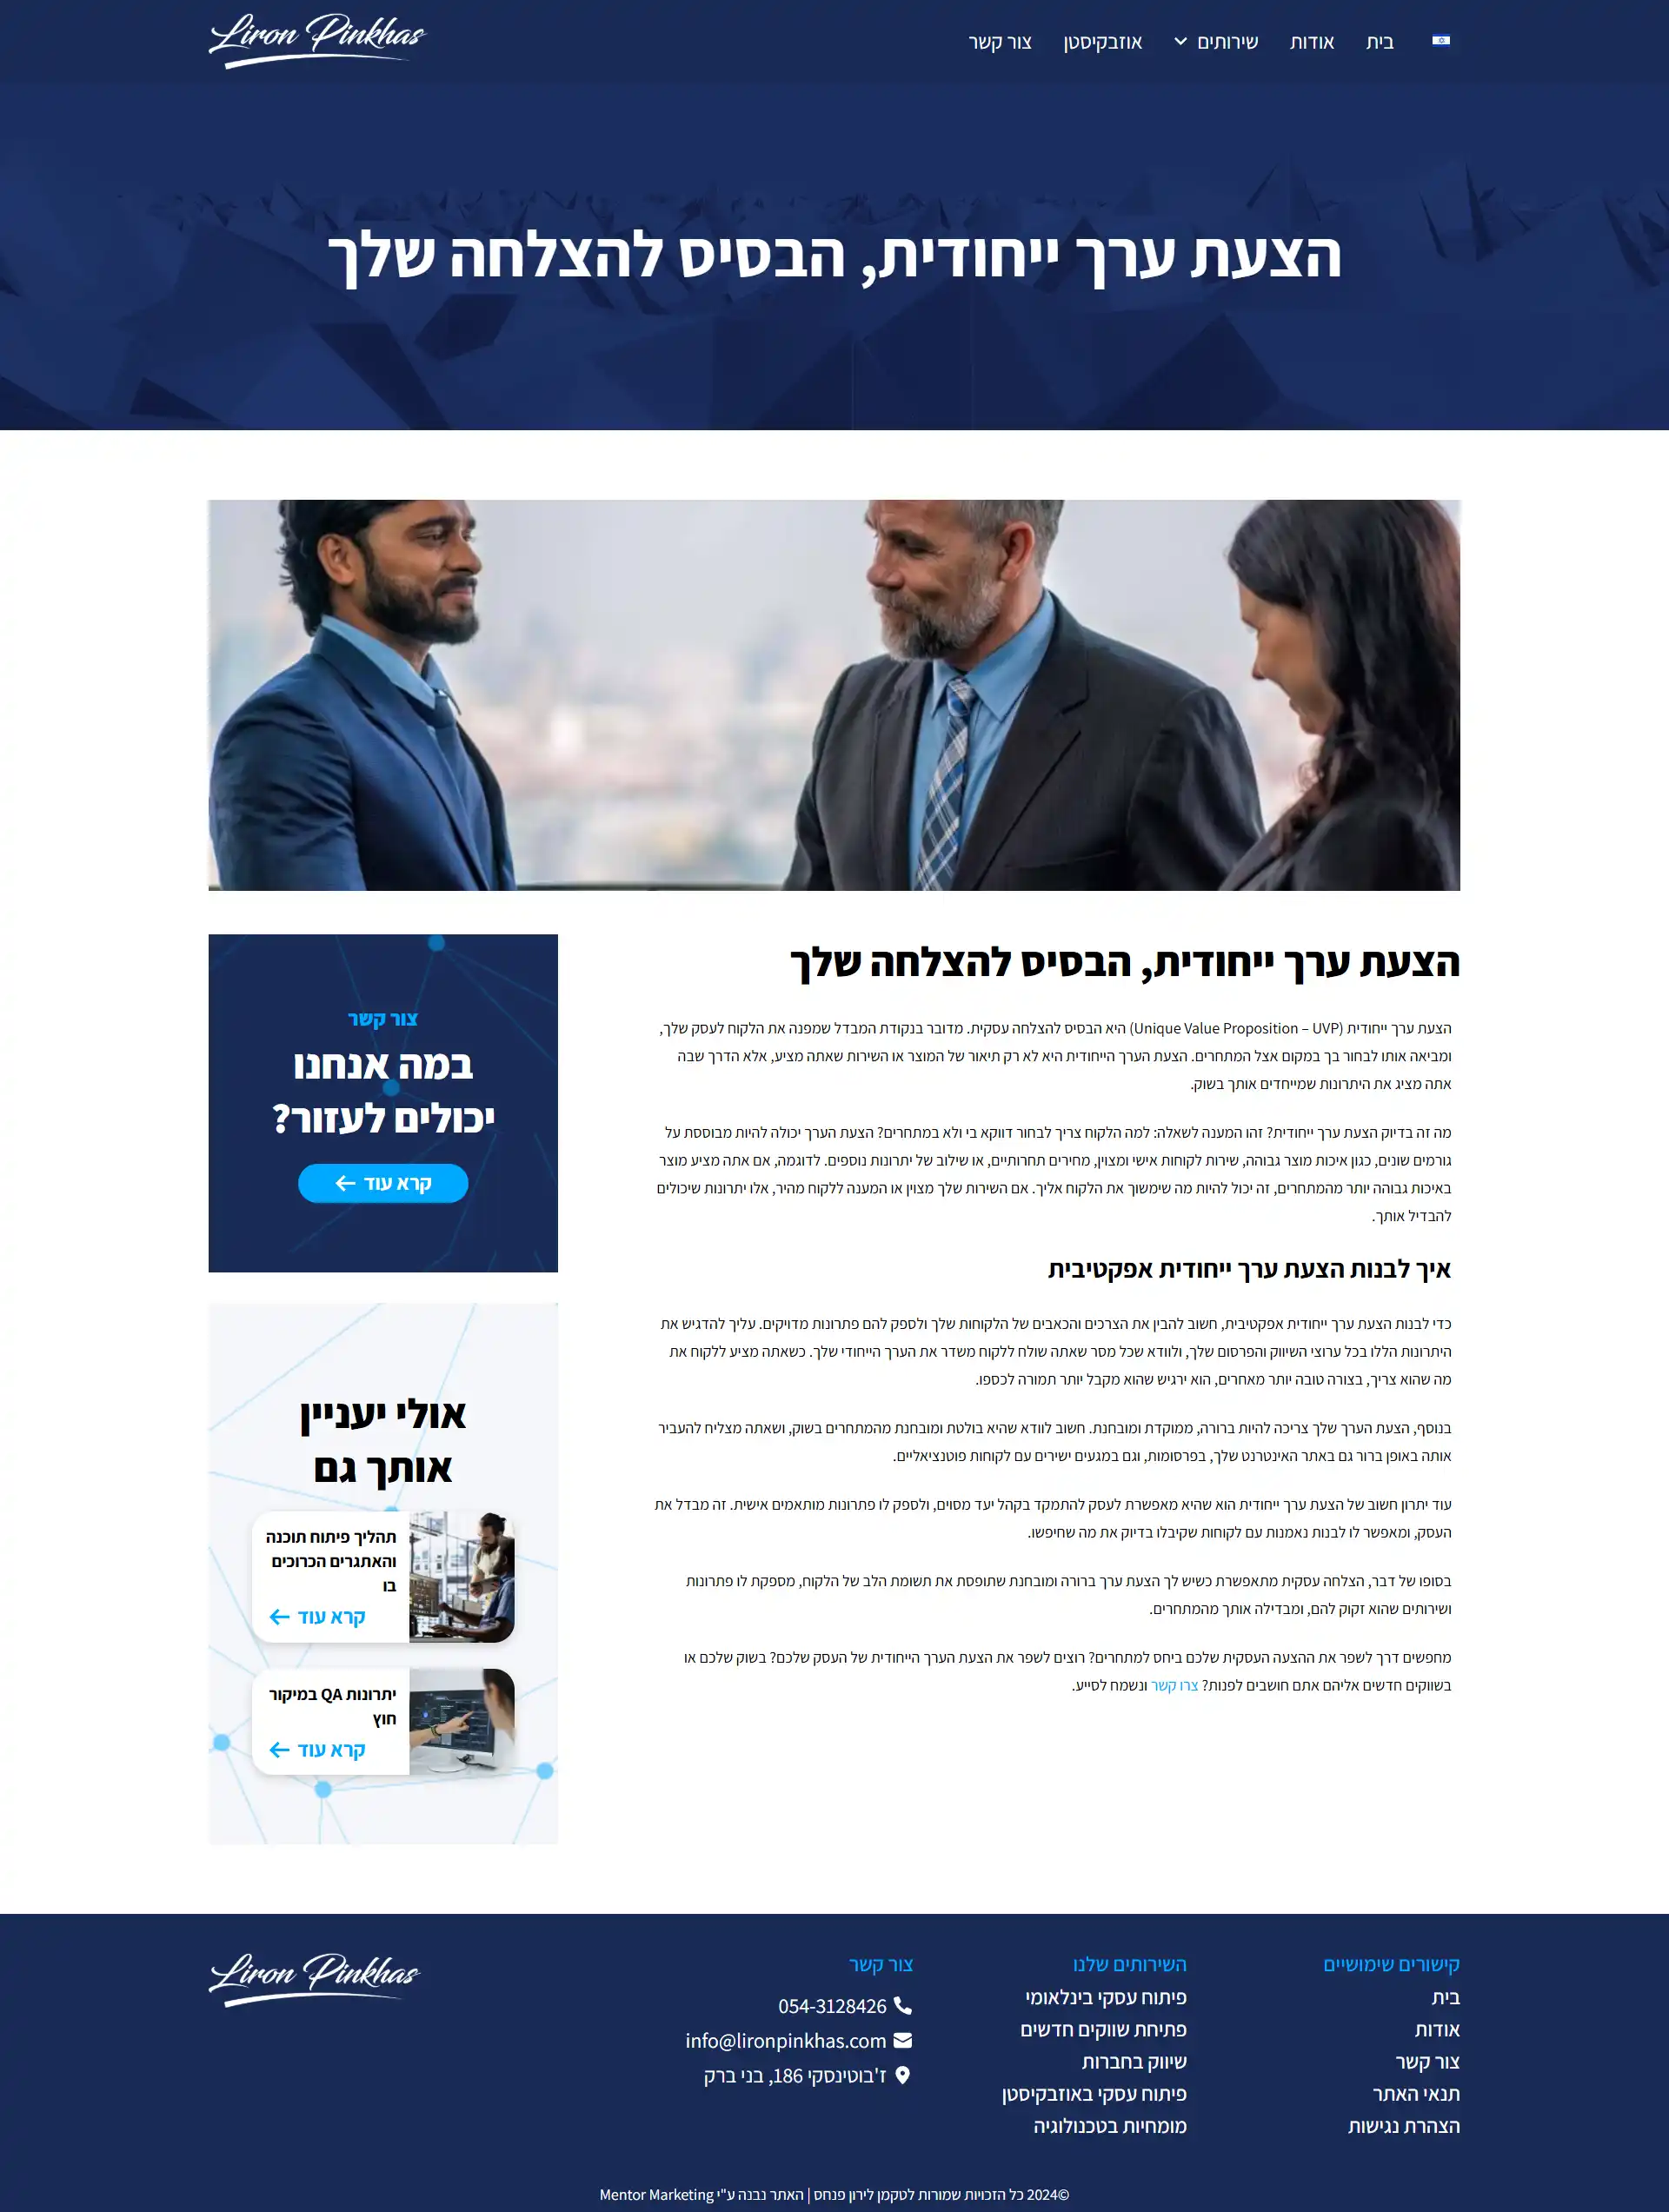 Liron Pinkhas
בית
אודות
שירותים
אוזבקיסטן
צור קשר
הצעת ערך ייחודית, הבסיס להצלחה שלך
הצעת ערך ייחודית, הבסיס להצלחה שלך
הצעת ערך ייחודית (Unique Value Proposition – UVP) היא הבסיס להצלחה עסקית. מדובר בנקודת המבדל שמפנה את הלקוח לעסק שלך,
ומביאה אותו לבחור בך במקום אצל המתחרים. הצעת הערך הייחודית היא לא רק תיאור של המוצר או השירות שאתה מציע, אלא הדרך שבה
אתה מציג את היתרונות שמייחדים אותך בשוק.
מה זה בדיוק הצעת ערך ייחודית? זהו המענה לשאלה: למה הלקוח צריך לבחור דווקא בי ולא במתחרים? הצעת הערך יכולה להיות מבוססת על
גורמים שונים, כגון איכות מוצר גבוהה, שירות לקוחות אישי ומצוין, מחירים תחרותיים, או שילוב של יתרונות נוספים. לדוגמה, אם אתה מציע מוצר
באיכות גבוהה יותר מהמתחרים, זה יכול להיות מה שימשוך את הלקוח אליך. אם השירות שלך מצוין או המענה ללקוח מהיר, אלו יתרונות שיכולים
להבדיל אותך.
איך לבנות הצעת ערך ייחודית אפקטיבית
כדי לבנות הצעת ערך ייחודית אפקטיבית, חשוב להבין את הצרכים והכאבים של הלקוחות שלך ולספק להם פתרונות מדויקים. עליך להדגיש את
היתרונות הללו בכל ערוצי השיווק והפרסום שלך, ולוודא שכל מסר שאתה שולח ללקוח משדר את הערך הייחודי שלך. כשאתה מציע ללקוח את
מה שהוא צריך, בצורה טובה יותר מאחרים, הוא ירגיש שהוא מקבל יותר תמורה לכספו.
בנוסף, הצעת הערך שלך צריכה להיות ברורה, ממוקדת ומובחנת. חשוב לוודא שהיא בולטת ומובחנת מהמתחרים בשוק, ושאתה מצליח להעביר
אותה באופן ברור גם באתר האינטרנט שלך, בפרסומות, וגם במגעים ישירים עם לקוחות פוטנציאליים.
עוד יתרון חשוב של הצעת ערך ייחודית הוא שהיא מאפשרת לעסק להתמקד בקהל יעד מסוים, ולספק לו פתרונות מותאמים אישית. זה מבדל את
העסק, ומאפשר לו לבנות נאמנות עם לקוחות שקיבלו בדיוק את מה שחיפשו.
בסופו של דבר, הצלחה עסקית מתאפשרת כשיש לך הצעת ערך ברורה ומובחנת שתופסת את תשומת הלב של הלקוח, מספקת לו פתרונות
ושירותים שהוא זקוק להם, ומבדילה אותך מהמתחרים.
מחפשים דרך לשפר את ההצעה העסקית שלכם ביחס למתחרים? רוצים לשפר את הצעת הערך הייחודית של העסק שלכם? בשוק שלכם או
בשווקים חדשים אליהם אתם חושבים לפנות? צרו קשר ונשמח לסייע.
צור קשר
במה אנחנו
יכולים לעזור?
קרא עוד
אולי יעניין
אותך גם
תהליך פיתוח תוכנה
והאתגרים הכרוכים
בו
קרא עוד
יתרונות QA במיקור
חוץ
קרא עוד
קישורים שימושיים
בית
אודות
צור קשר
תנאי האתר
הצהרת נגישות
השירותים שלנו
פיתוח עסקי בינלאומי
פתיחת שווקים חדשים
שיווק בחברות
פיתוח עסקי באוזבקיסטן
מומחיות בטכנולוגיה
צור קשר
054-3128426
info@lironpinkhas.com
ז'בוטינסקי 186, בני ברק
Liron Pinkhas
©2024 כל הזכויות שמורות לטקמן לירון פנחס | האתר נבנה ע"י Mentor Marketing